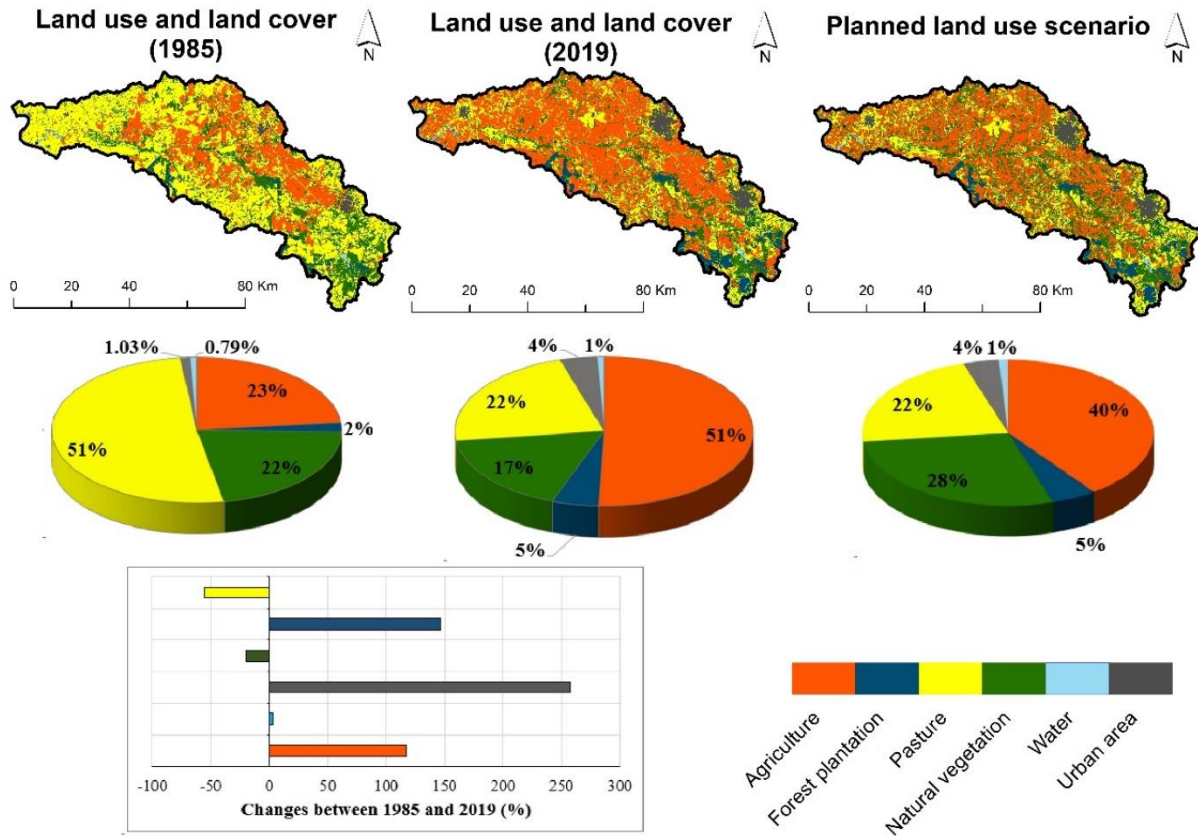 Land use and land cover
(1985)
N
Land use and land cover
(2019)
N
Planned land use scenario
N
0 20 40 80 Km
0 20 40 80 Km
0 20 40 80 Km
1.03% 0.79%
23%
2%
22%
51%
4% 1%
22%
51%
17%
5%
4% 1%
22%
40%
28%
5%
-100 -50 0 50 100 150 200 250 300
Changes between 1985 and 2019 (%)
Agriculture
Forest plantation
Pasture
Natural vegetation
Water
Urban area